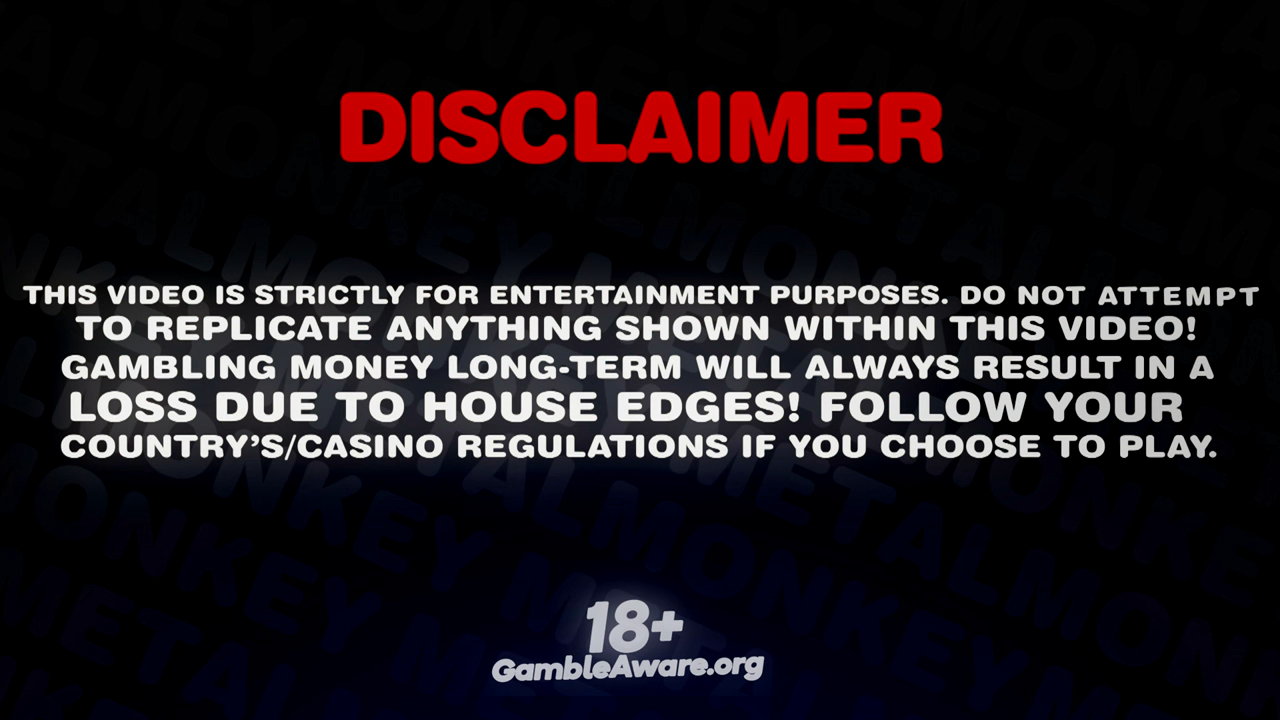 DISCLAIMER
THIS VIDEO IS STRICTLY FOR ENTERTAINMENT PURPOSES. DO NOT ATTEMPT
TO REPLICATE ANYTHING SHOWN WITHIN THIS VIDEO!
GAMBLING MONEY LONG-TERM WILL ALWAYS RESULT IN A
LOSS DUE TO HOUSE EDGES! FOLLOW YOUR
COUNTRY'S/CASINO REGULATIONS IF YOU CHOOSE TO PLAY.
18+
GambleAware.org